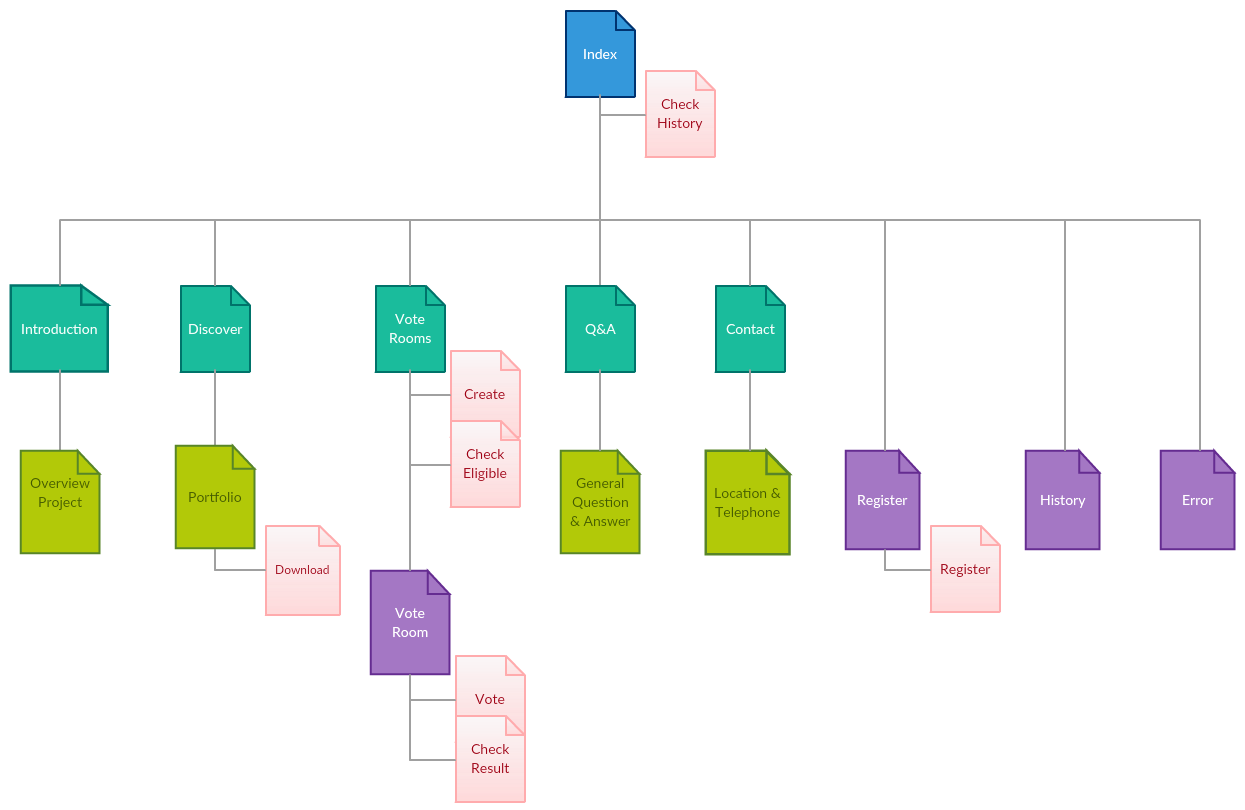 Index
Check
History
Introduction
Discover
Vote
Rooms
Q&A
Contact
Create
Check
Eligible
Overview
Project
Portfolio
General
Question
& Answer
Location &
Telephone
Register
History
Error
Download
Register
Vote
Room
Vote
Check
Result